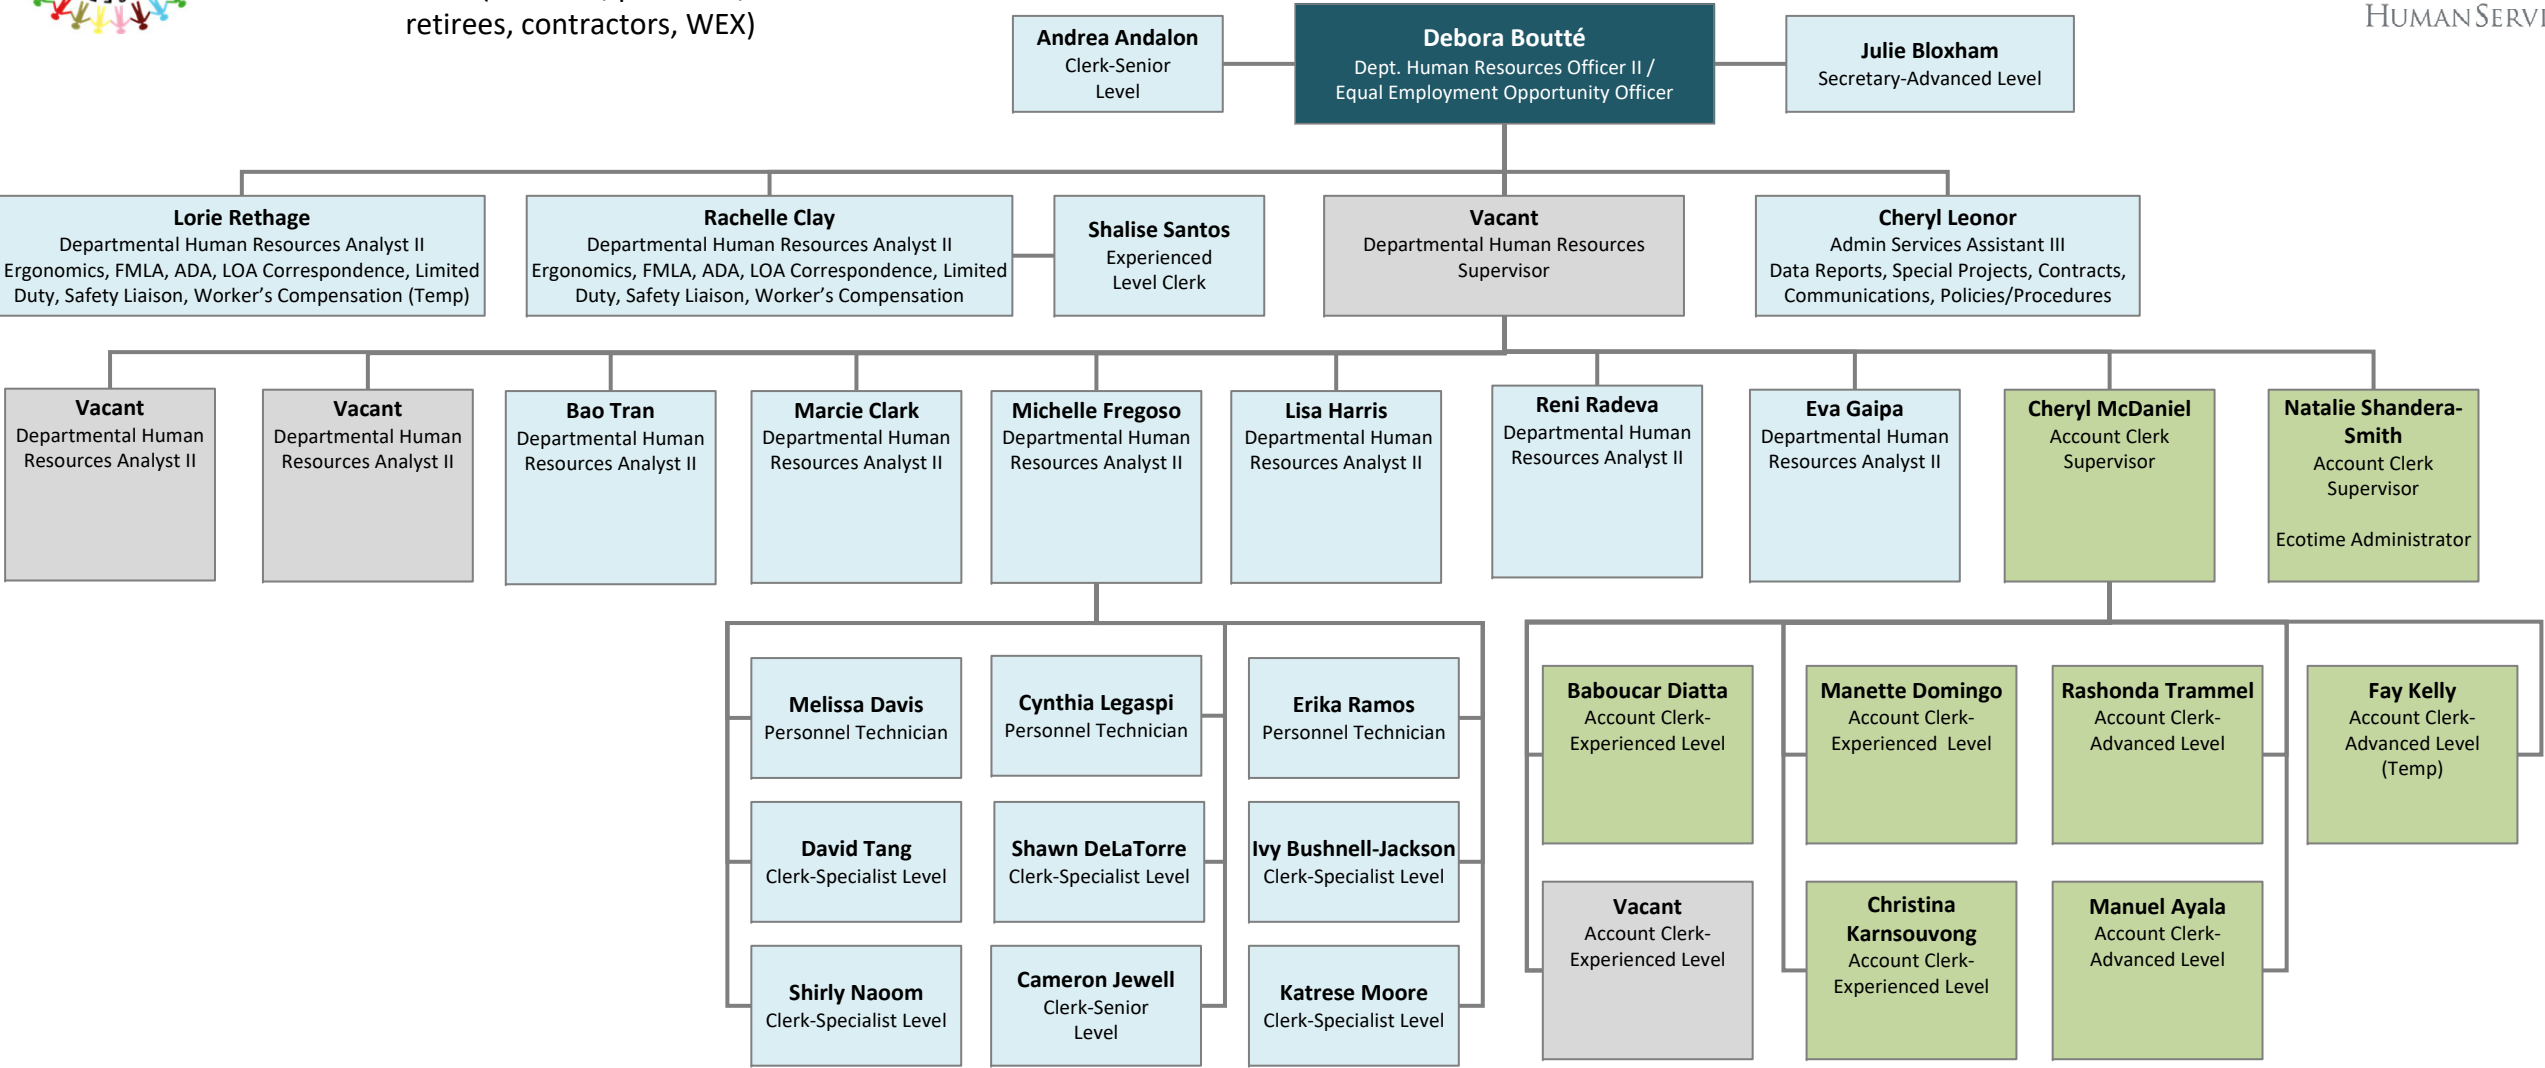 retirees, contractors, WEX)
HUMANSERVI
Andrea Andalon
Clerk-Senior
Level
Debora Boutté
Dept. Human Resources Officer II /
Equal Employment Opportunity Officer
Julie Bloxham
Secretary-Advanced Level
Lorie Rethage
Departmental Human Resources Analyst II
Ergonomics, FMLA, ADA, LOA Correspondence, Limited
Duty, Safety Liaison, Worker's Compensation (Temp)
Rachelle Clay
Departmental Human Resources Analyst II
Ergonomics, FMLA, ADA, LOA Correspondence, Limited
Duty, Safety Liaison, Worker's Compensation
Shalise Santos
Experienced
Level Clerk
Vacant
Departmental Human Resources
Supervisor
Cheryl Leonor
Admin Services Assistant III
Data Reports, Special Projects, Contracts,
Communications, Policies/Procedures
Vacant
Departmental Human
Resources Analyst II
Vacant
Departmental Human
Resources Analyst II
Bao Tran
Departmental Human
Resources Analyst II
Marcie Clark
Departmental Human
Resources Analyst II
Michelle Fregoso
Departmental Human
Resources Analyst II
Lisa Harris
Departmental Human
Resources Analyst II
Reni Radeva
Departmental Human
Resources Analyst II
Eva Gaipa
Departmental Human
Resources Analyst II
Cheryl McDaniel
Account Clerk
Supervisor
Natalie Shandera-
Smith
Account Clerk
Supervisor
Ecotime Administrator
Melissa Davis
Personnel Technician
Cynthia Legaspi
Personnel Technician
Erika Ramos
Personnel Technician
David Tang
Clerk-Specialist Level
Shawn DeLaTorre
Clerk-Specialist Level
Ivy Bushnell-Jackson
Clerk-Specialist Level
Shirly Naoom
Clerk-Specialist Level
Cameron Jewell
Clerk-Senior
Level
Katrese Moore
Clerk-Specialist Level
Baboucar Diatta
Account Clerk-
Experienced Level
Manette Domingo
Account Clerk-
Experienced  Level
Rashonda Trammel
Account Clerk-
Advanced Level
Fay Kelly
Account Clerk-
Advanced Level
(Temp)
Vacant
Account Clerk-
Experienced Level
Christina
Karnsouvong
Account Clerk-
Experienced Level
Manuel Ayala
Account Clerk-
Advanced Level